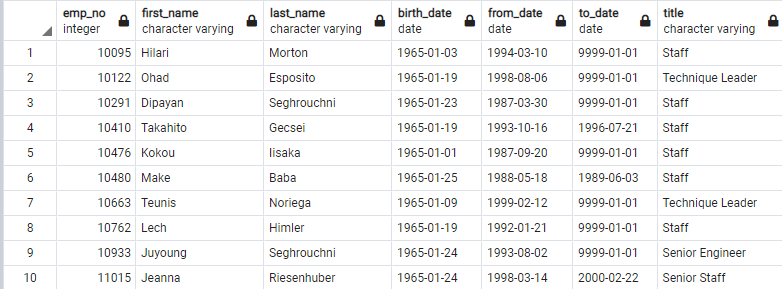 emp_no integer first_name character varying last_name character varying birth_date date from_date date to_date date title character varying
1 10095 Hilari Morton 1965-01-03 1994-03-10 9999-01-01 Staff
2 10122 Ohad Esposito 1965-01-19 1998-08-06 9999-01-01 Technique Leader
3 10291 Dipayan Seghrouchni 1965-01-23 1987-03-30 9999-01-01 Staff
4 10410 Takahito Gecsei 1965-01-19 1993-10-16 1996-07-21 Staff
5 10476 Kokou Iisaka 1965-01-01 1987-09-20 9999-01-01 Staff
6 10480 Make Baba 1965-01-25 1988-05-18 1989-06-03 Staff
7 10663 Teunis Noriega 1965-01-09 1999-02-12 9999-01-01 Technique Leader
8 10762 Lech Himler 1965-01-19 1992-01-21 9999-01-01 Staff
9 10933 Juyoung Seghrouchni 1965-01-24 1993-08-02 9999-01-01 Senior Engineer
10 11015 Jeanna Riesenhuber 1965-01-24 1998-03-14 2000-02-22 Senior Staff